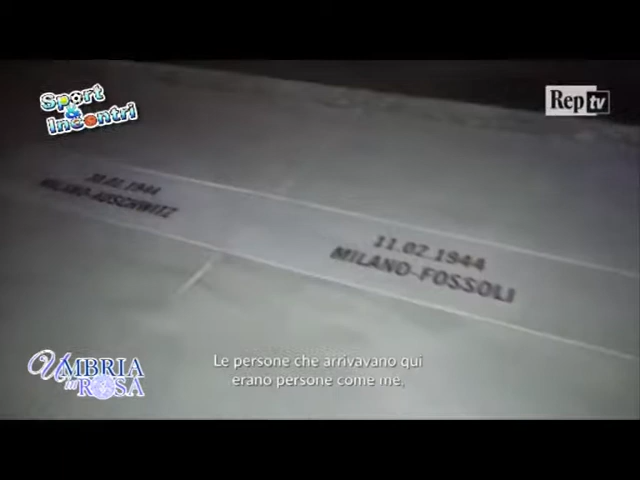 Sport
&
Incontri
Rep tv
30.01.1944
MILANO-AUSCHWITZ
11.02.1944
MILANO-FOSSOLI
Le persone che arrivavano qui
erano persone come me,
UMBRIA
in ROSA